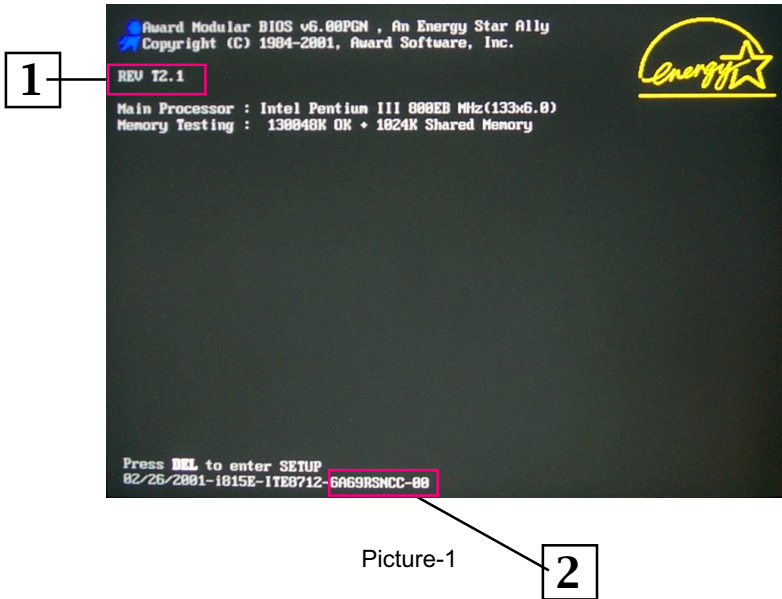 Award Modular BIOS v6.00PGN , An Energy Star Ally
Copyright (C) 1984-2001, Award Software, Inc.
energy
1
REV T2.1
Main Processor : Intel Pentium III 800EB MHz(133x6.0)
Memory Testing : 130048K OK + 1024K Shared Memory
Press DEL to enter SETUP
02/26/2001-i815E-ITE8712-6A69RSNCC-00
Picture-1
2